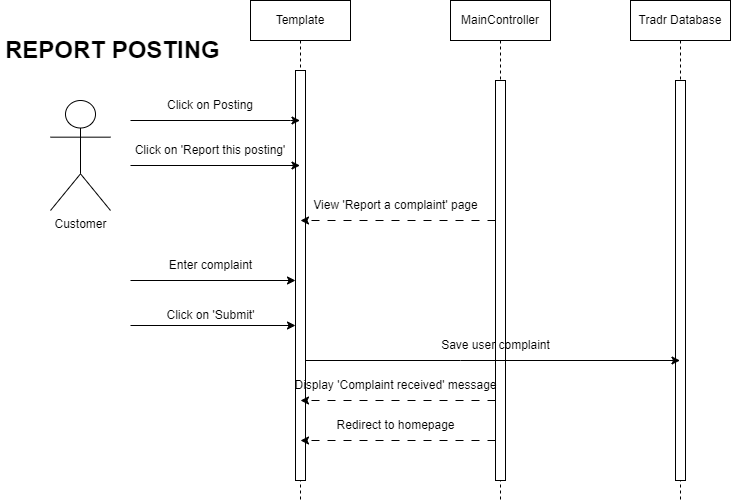 Template
MainController
Tradr Database
REPORT POSTING
Click on Posting
Click on 'Report this posting'
View 'Report a complaint' page
Customer
Enter complaint
Click on 'Submit'
Save user complaint
Display 'Complaint received' message
Redirect to homepage